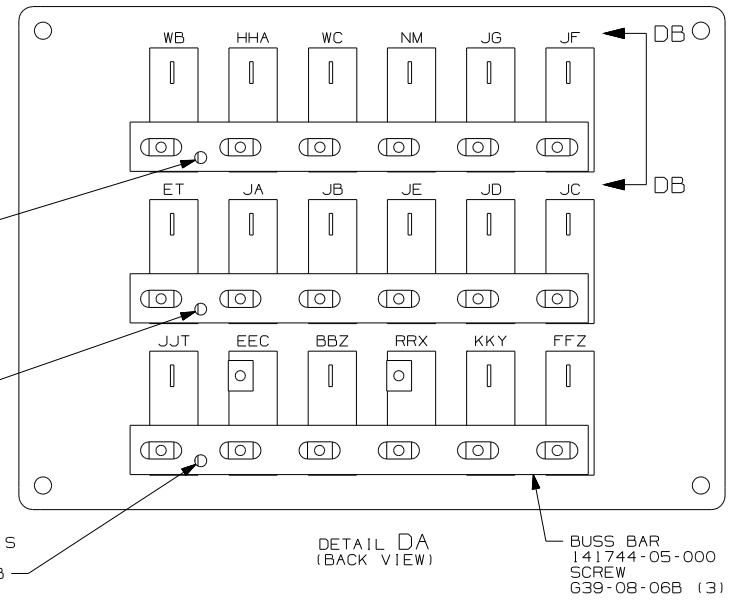 WB HHA WC NM JG JF DB
DB
ET JA JB JE JD JC
JJT EEC BBZ RRX KKY FFZ
S
B
DETAIL DA
(BACK VIEW)
BUSS BAR
141744-05-000
SCREW
G39-08-06B (3)